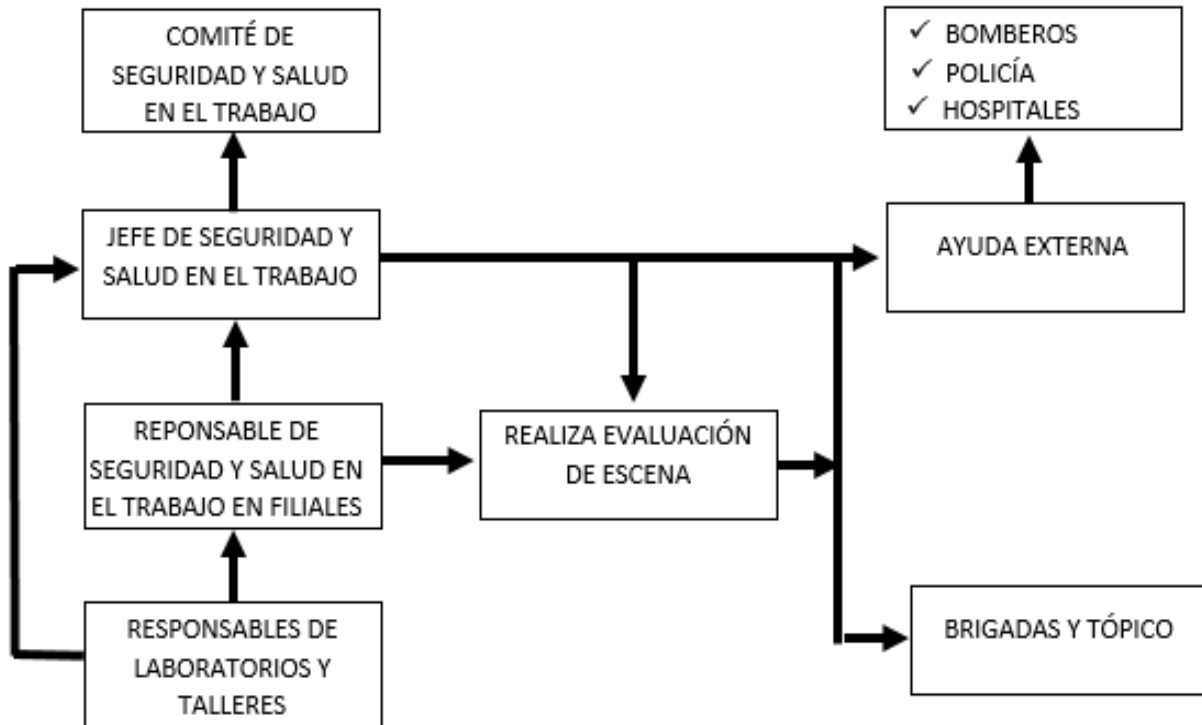 COMITÉ DE
SEGURIDAD Y SALUD
EN EL TRABAJO
✓ BOMBEROS
✓ POLICÍA
✓ HOSPITALES
JEFE DE SEGURIDAD Y
SALUD EN EL TRABAJO
AYUDA EXTERNA
REPONSABLE DE
SEGURIDAD Y SALUD EN
EL TRABAJO EN FILIALES
REALIZA EVALUACIÓN
DE ESCENA
RESPONSABLES DE
LABORATORIOS Y
TALLERES
BRIGADAS Y TÓPICO